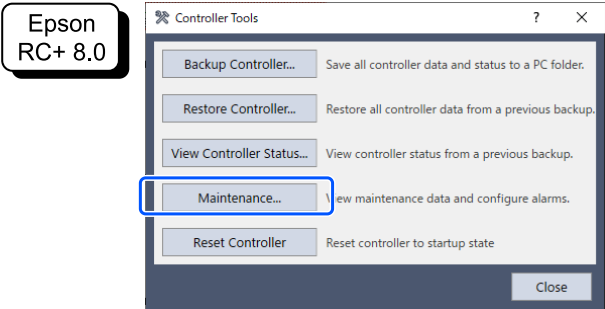 Epson
RC+ 8.0
Controller Tools
?
Backup Controller...
Save all controller data and status to a PC folder.
Restore Controller...
Restore all controller data from a previous backup.
View Controller Status...
View controller status from a previous backup.
Maintenance...
View maintenance data and configure alarms.
Reset Controller
Reset controller to startup state
Close